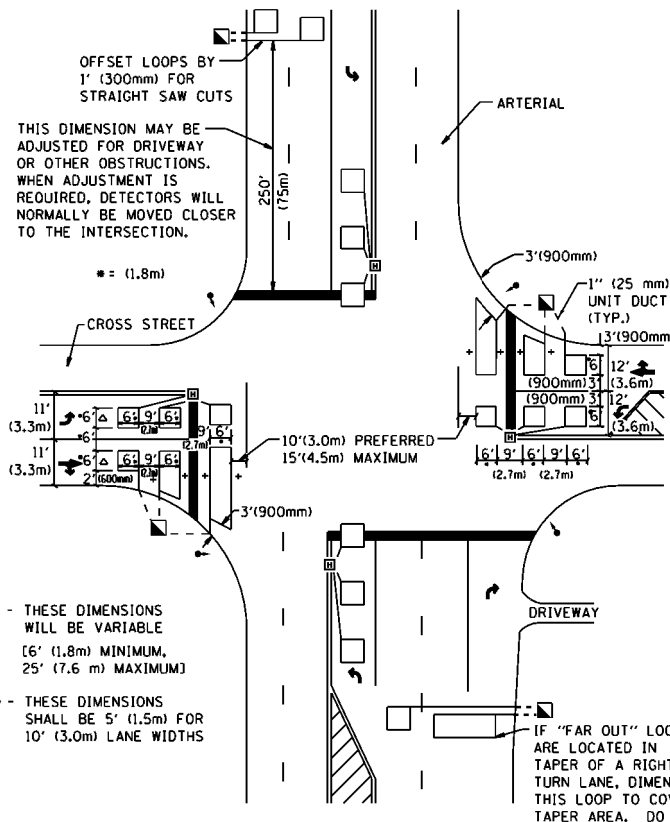 OFFSET LOOPS BY
1' (300mm) FOR
STRAIGHT SAW CUTS
ARTERIAL
THIS DIMENSION MAY BE
ADJUSTED FOR DRIVEWAY
OR OTHER OBSTRUCTIONS.
WHEN ADJUSTMENT IS
REQUIRED, DETECTORS WILL
NORMALLY BE MOVED CLOSER
TO THE INTERSECTION.
250'
(75m)
* = (1.8m)
H
3'(900mm)
1" (25 mm)
UNIT DUCT
(TYP.)
CROSS STREET
3'(900mm
6'
12'
(3.6m)
(900mm) 3'
(900mm) 3'
12'
6'
(3.6m)
H
H
11'
(3.3m)
6'
6' 9' 6'
(2.7m)
6'
9' 6'
(2.7m)
11'
(3.3m)
6'
6' 9' 6'
(2.7m)
2' (600mm)
10'(3.0m) PREFERRED
15'(4.5m) MAXIMUM
6' 9' 6' 9' 6'
(2.7m) (2.7m)
3'(900mm)
H
- THESE DIMENSIONS
WILL BE VARIABLE
[6' (1.8m) MINIMUM,
25' (7.6 m) MAXIMUM]
DRIVEWAY
- THESE DIMENSIONS
SHALL BE 5' (1.5m) FOR
10' (3.0m) LANE WIDTHS
IF "FAR OUT" LOO
ARE LOCATED IN
TAPER OF A RIGHT
TURN LANE, DIMEN
THIS LOOP TO COV
TAPER AREA. DO